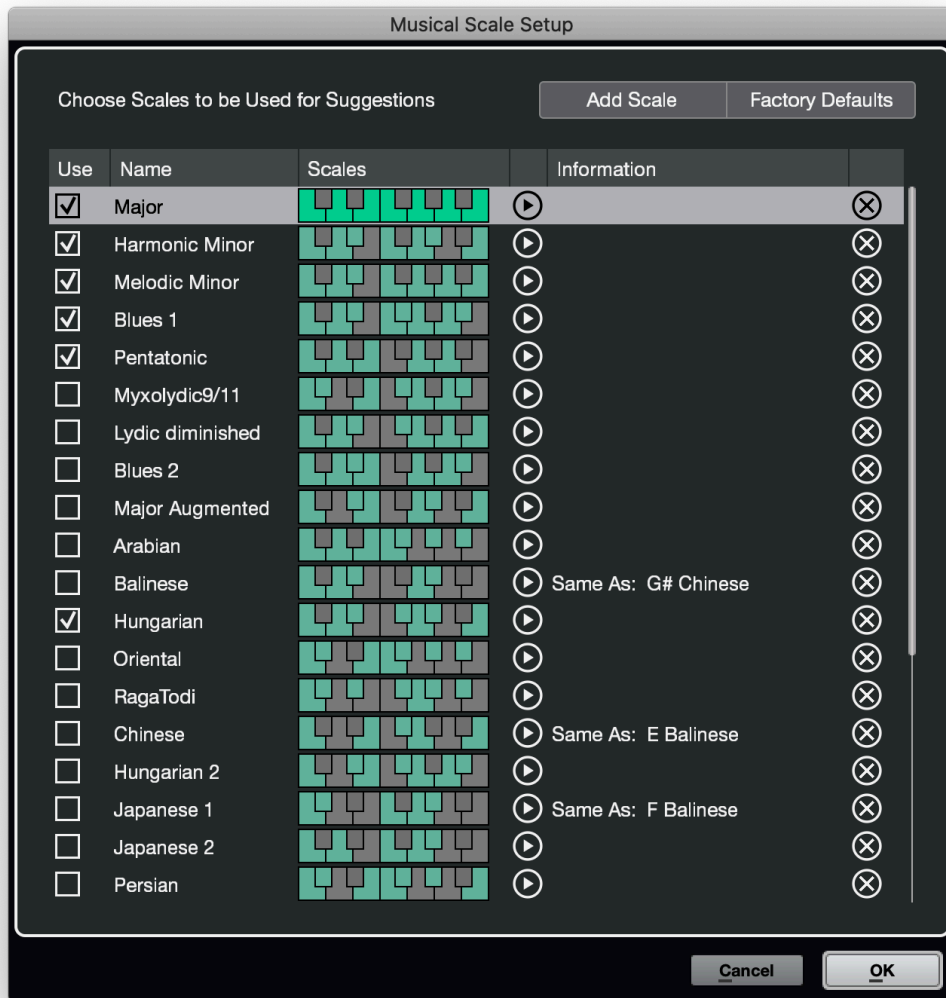 Musical Scale Setup
Choose Scales to be Used for Suggestions Add Scale Factory Defaults
Use Name Scales Information
Major
Harmonic Minor
Melodic Minor
Blues 1
Pentatonic
Myxolydic9/11
Lydic diminished
Blues 2
Major Augmented
Arabian
Balinese Same As: G# Chinese
Hungarian
Oriental
RagaTodi
Chinese Same As: E Balinese
Hungarian 2
Japanese 1 Same As: F Balinese
Japanese 2
Persian
Cancel OK